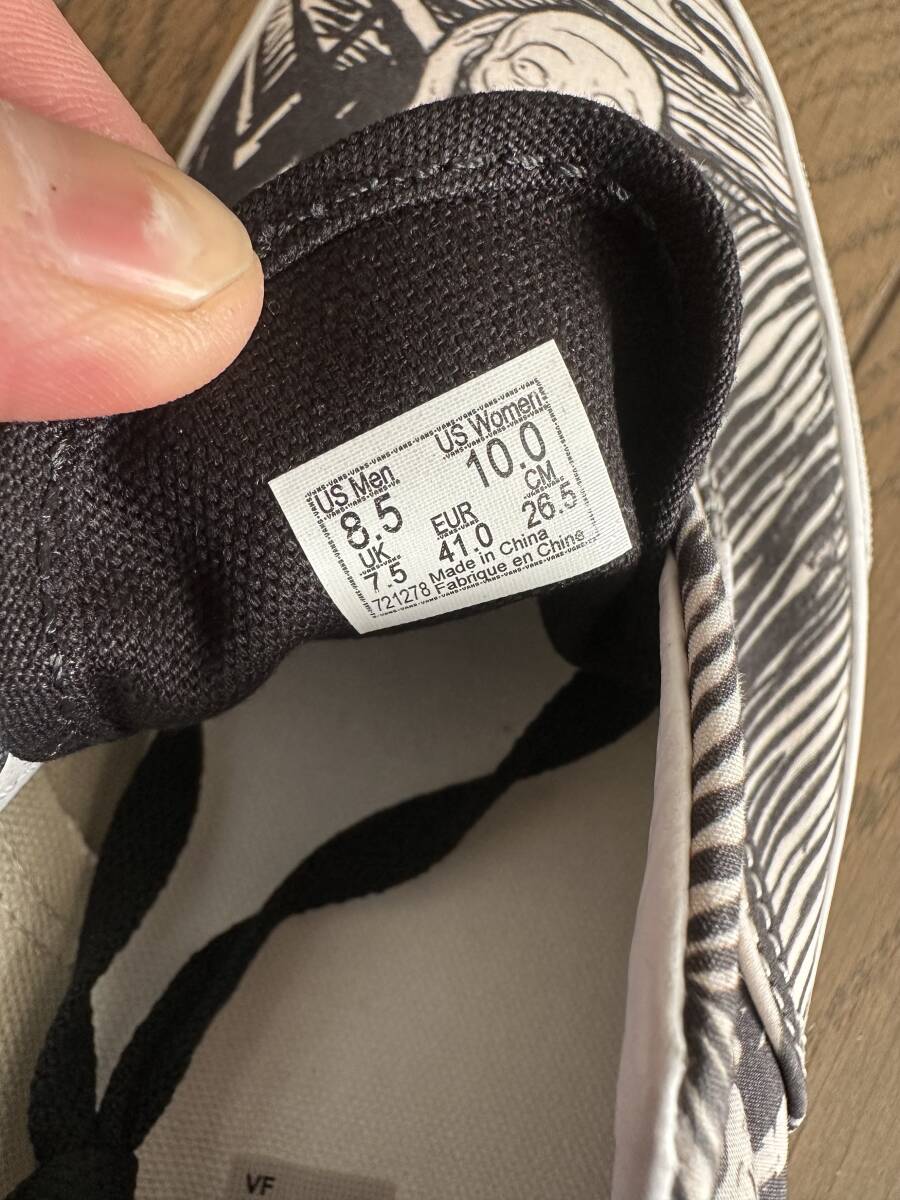 US Men US Women
8.5 10.0
UK EUR CM
7.5 41.0 26.5
721278 Made in China
Fabrique en Chine
VF